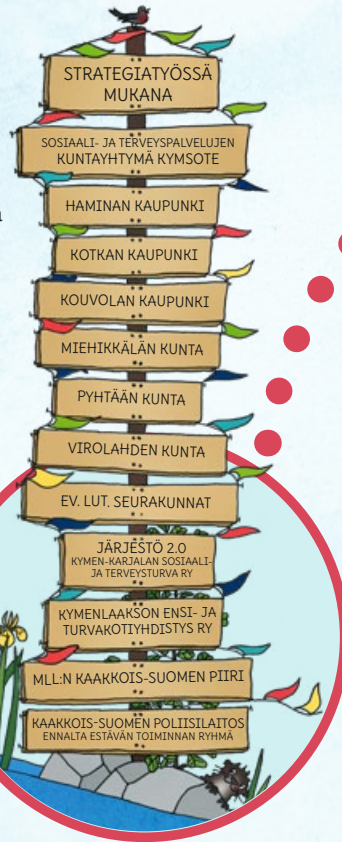 STRATEGIATYÖSSÄ
MUKANA
SOSIAALI- JA TERVEYSPALVELUJEN
KUNTAYHTYMÄ KYMSOTE
HAMINAN KAUPUNKI
KOTKAN KAUPUNKI
KOUVOLAN KAUPUNKI
MIEHIKKÄLÄN KUNTA
PYHTÄÄN KUNTA
VIROLAHDEN KUNTA
EV. LUT. SEURAKUNNAT
JÄRJESTÖ 2.0
KYMEN-KARJALAN SOSIAALI-
JA TERVEYSTURVA RY
KYMENLAAKSON ENSI- JA
TURVAKOTIYHDISTYS RY
MLL:N KAAKKOIS-SUOMEN PIIRI
KAAKKOIS-SUOMEN POLIISILAITOS
ENNALTA ESTÄVÄN TOIMINNAN RYHMÄ